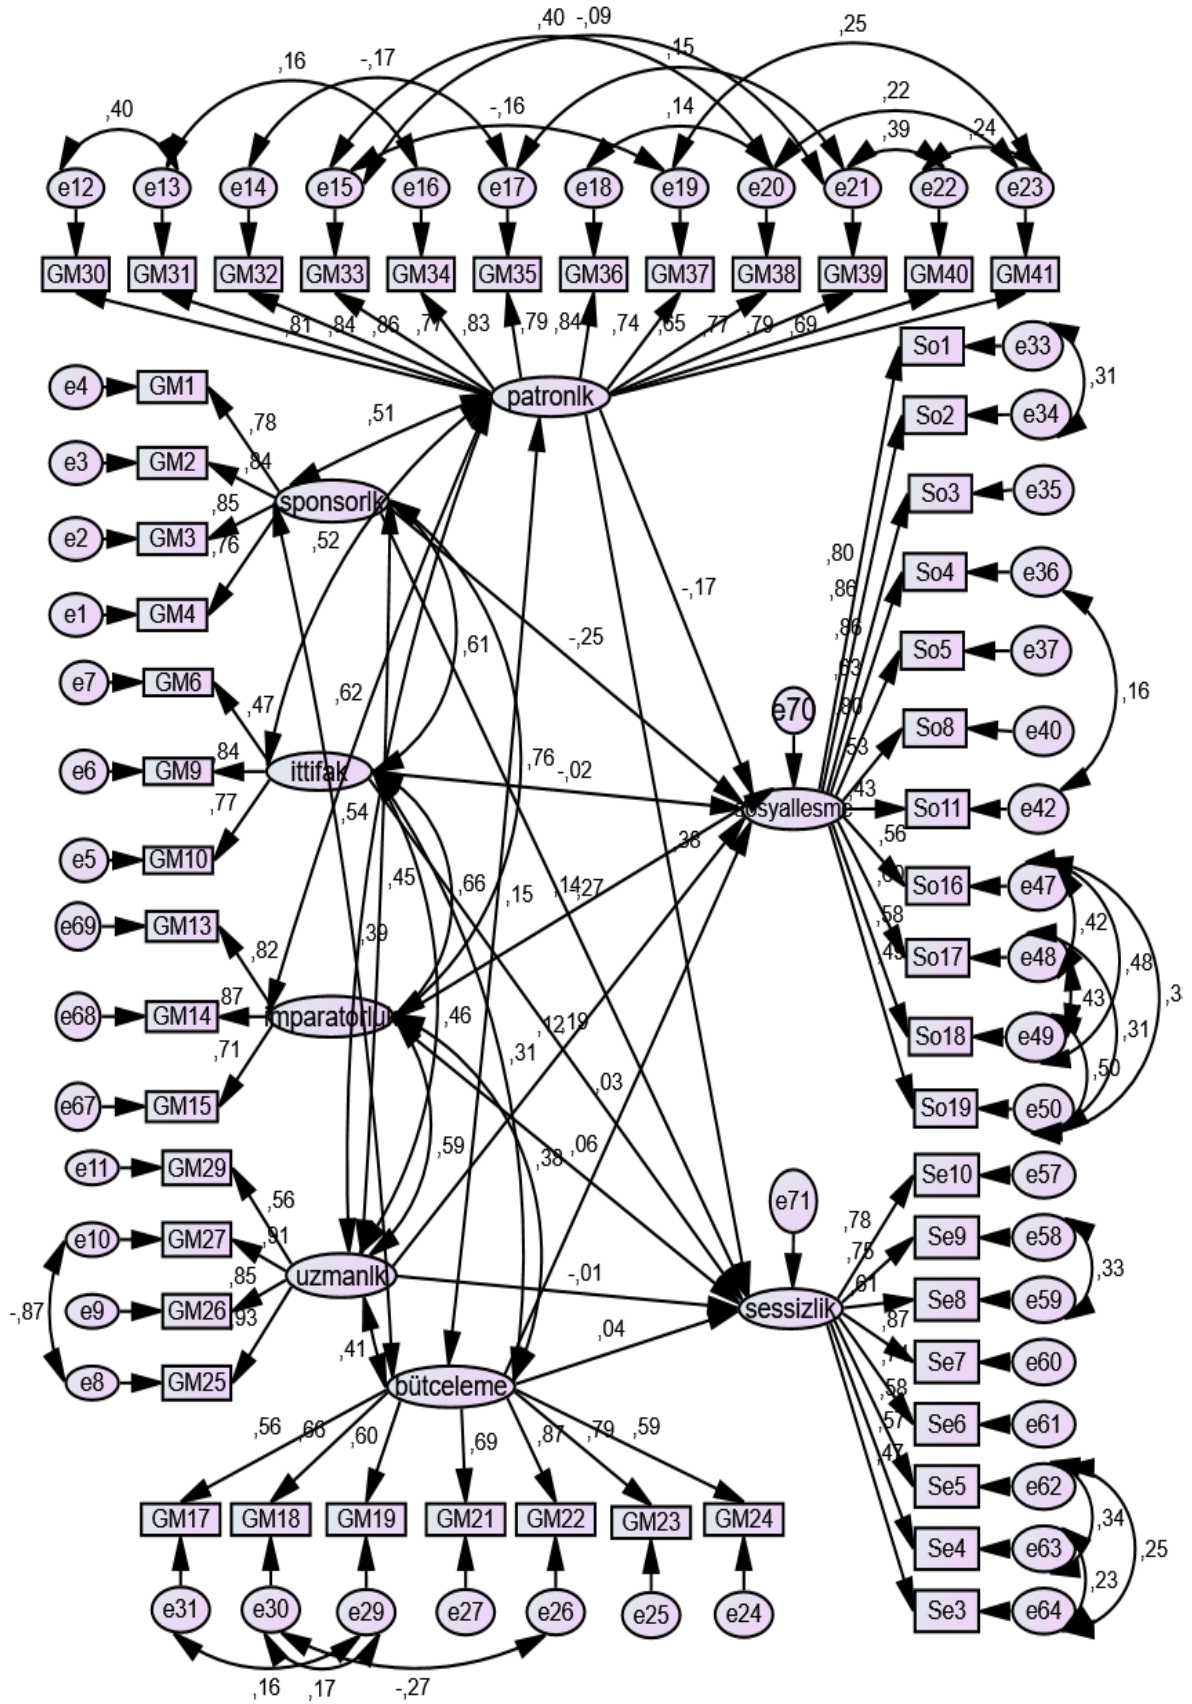 ,40 -,09
,25
,15
,16
-,17
,22
,40
-,16
,14
,39
,24
e12 e13 e14 e15 e16 e17 e18 e19 e20 e21 e22 e23
GM30 GM31 GM32 GM33 GM34 GM35 GM36 GM37 GM38 GM39 GM40 GM41
,81 ,84 ,86 ,77 ,83 ,79 ,84 ,74 ,65 ,77 ,79 ,69
patronlk
So1 e33
,31
So2 e34
So3 e35
So4 e36
,16
So5 e37
So8 e40
So11 e42
So16 e47
,42
So17 e48
,48
,3
,43
,31
So18 e49
,50
So19 e50
e4 GM1
,51
,78
e3 GM2
,84
sponsorlk
,85
e2 GM3
,76
,52
e1 GM4
,80
,86
,86
,63
,80
,53
,43
,56
,60
,58
,45
-,17
-,25
,61
e7 GM6
,47
,62
e70
e6 GM9
,84
ittifak
,76
-,02
,77
,54
osyallesme
e5 GM10
,38
,45
,66
,15
,14
,27
e69 GM13
,39
,82
e68 GM14
,87
imparatorluk
,46
,12
,19
,71
,31
,03
e67 GM15
,59
,38
,06
e11 GM29
,56
e10 GM27
,91
uzmanlk
-,01
,85
e9 GM26
,93
-,87
e8 GM25
,41
,04
bütceleme
e71
sessizlik
Se10 e57
,78
,75
Se9 e58
,33
,61
Se8 e59
,87
Se7 e60
,58
Se6 e61
,57
,47
Se5 e62
,34
,25
Se4 e63
,23
Se3 e64
,56 ,66 ,60 ,69 ,87 ,79 ,59
GM17 GM18 GM19 GM21 GM22 GM23 GM24
e31 e30 e29 e27 e26 e25 e24
,16 ,17 -,27